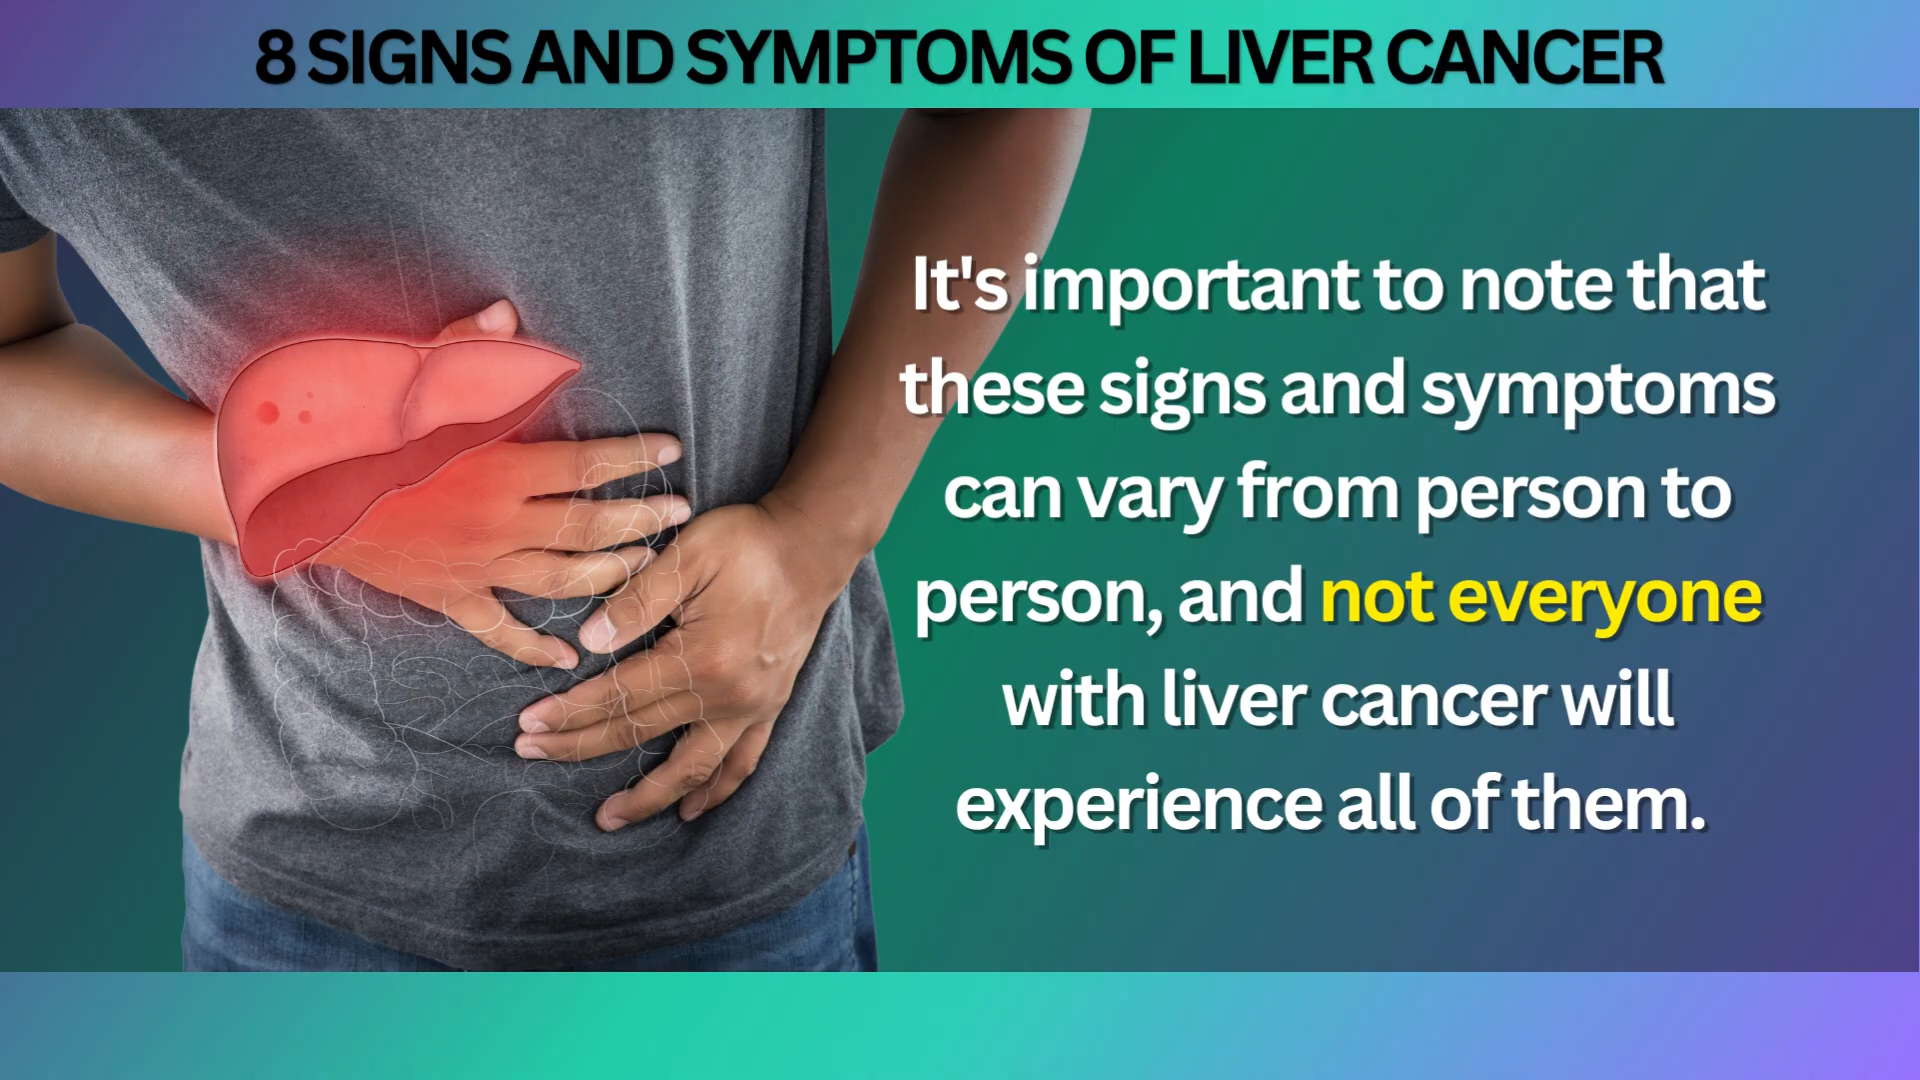 8 SIGNS AND SYMPTOMS OF LIVER CANCER
It's important to note that
these signs and symptoms
can vary from person to
person, and not everyone
with liver cancer will
experience all of them.